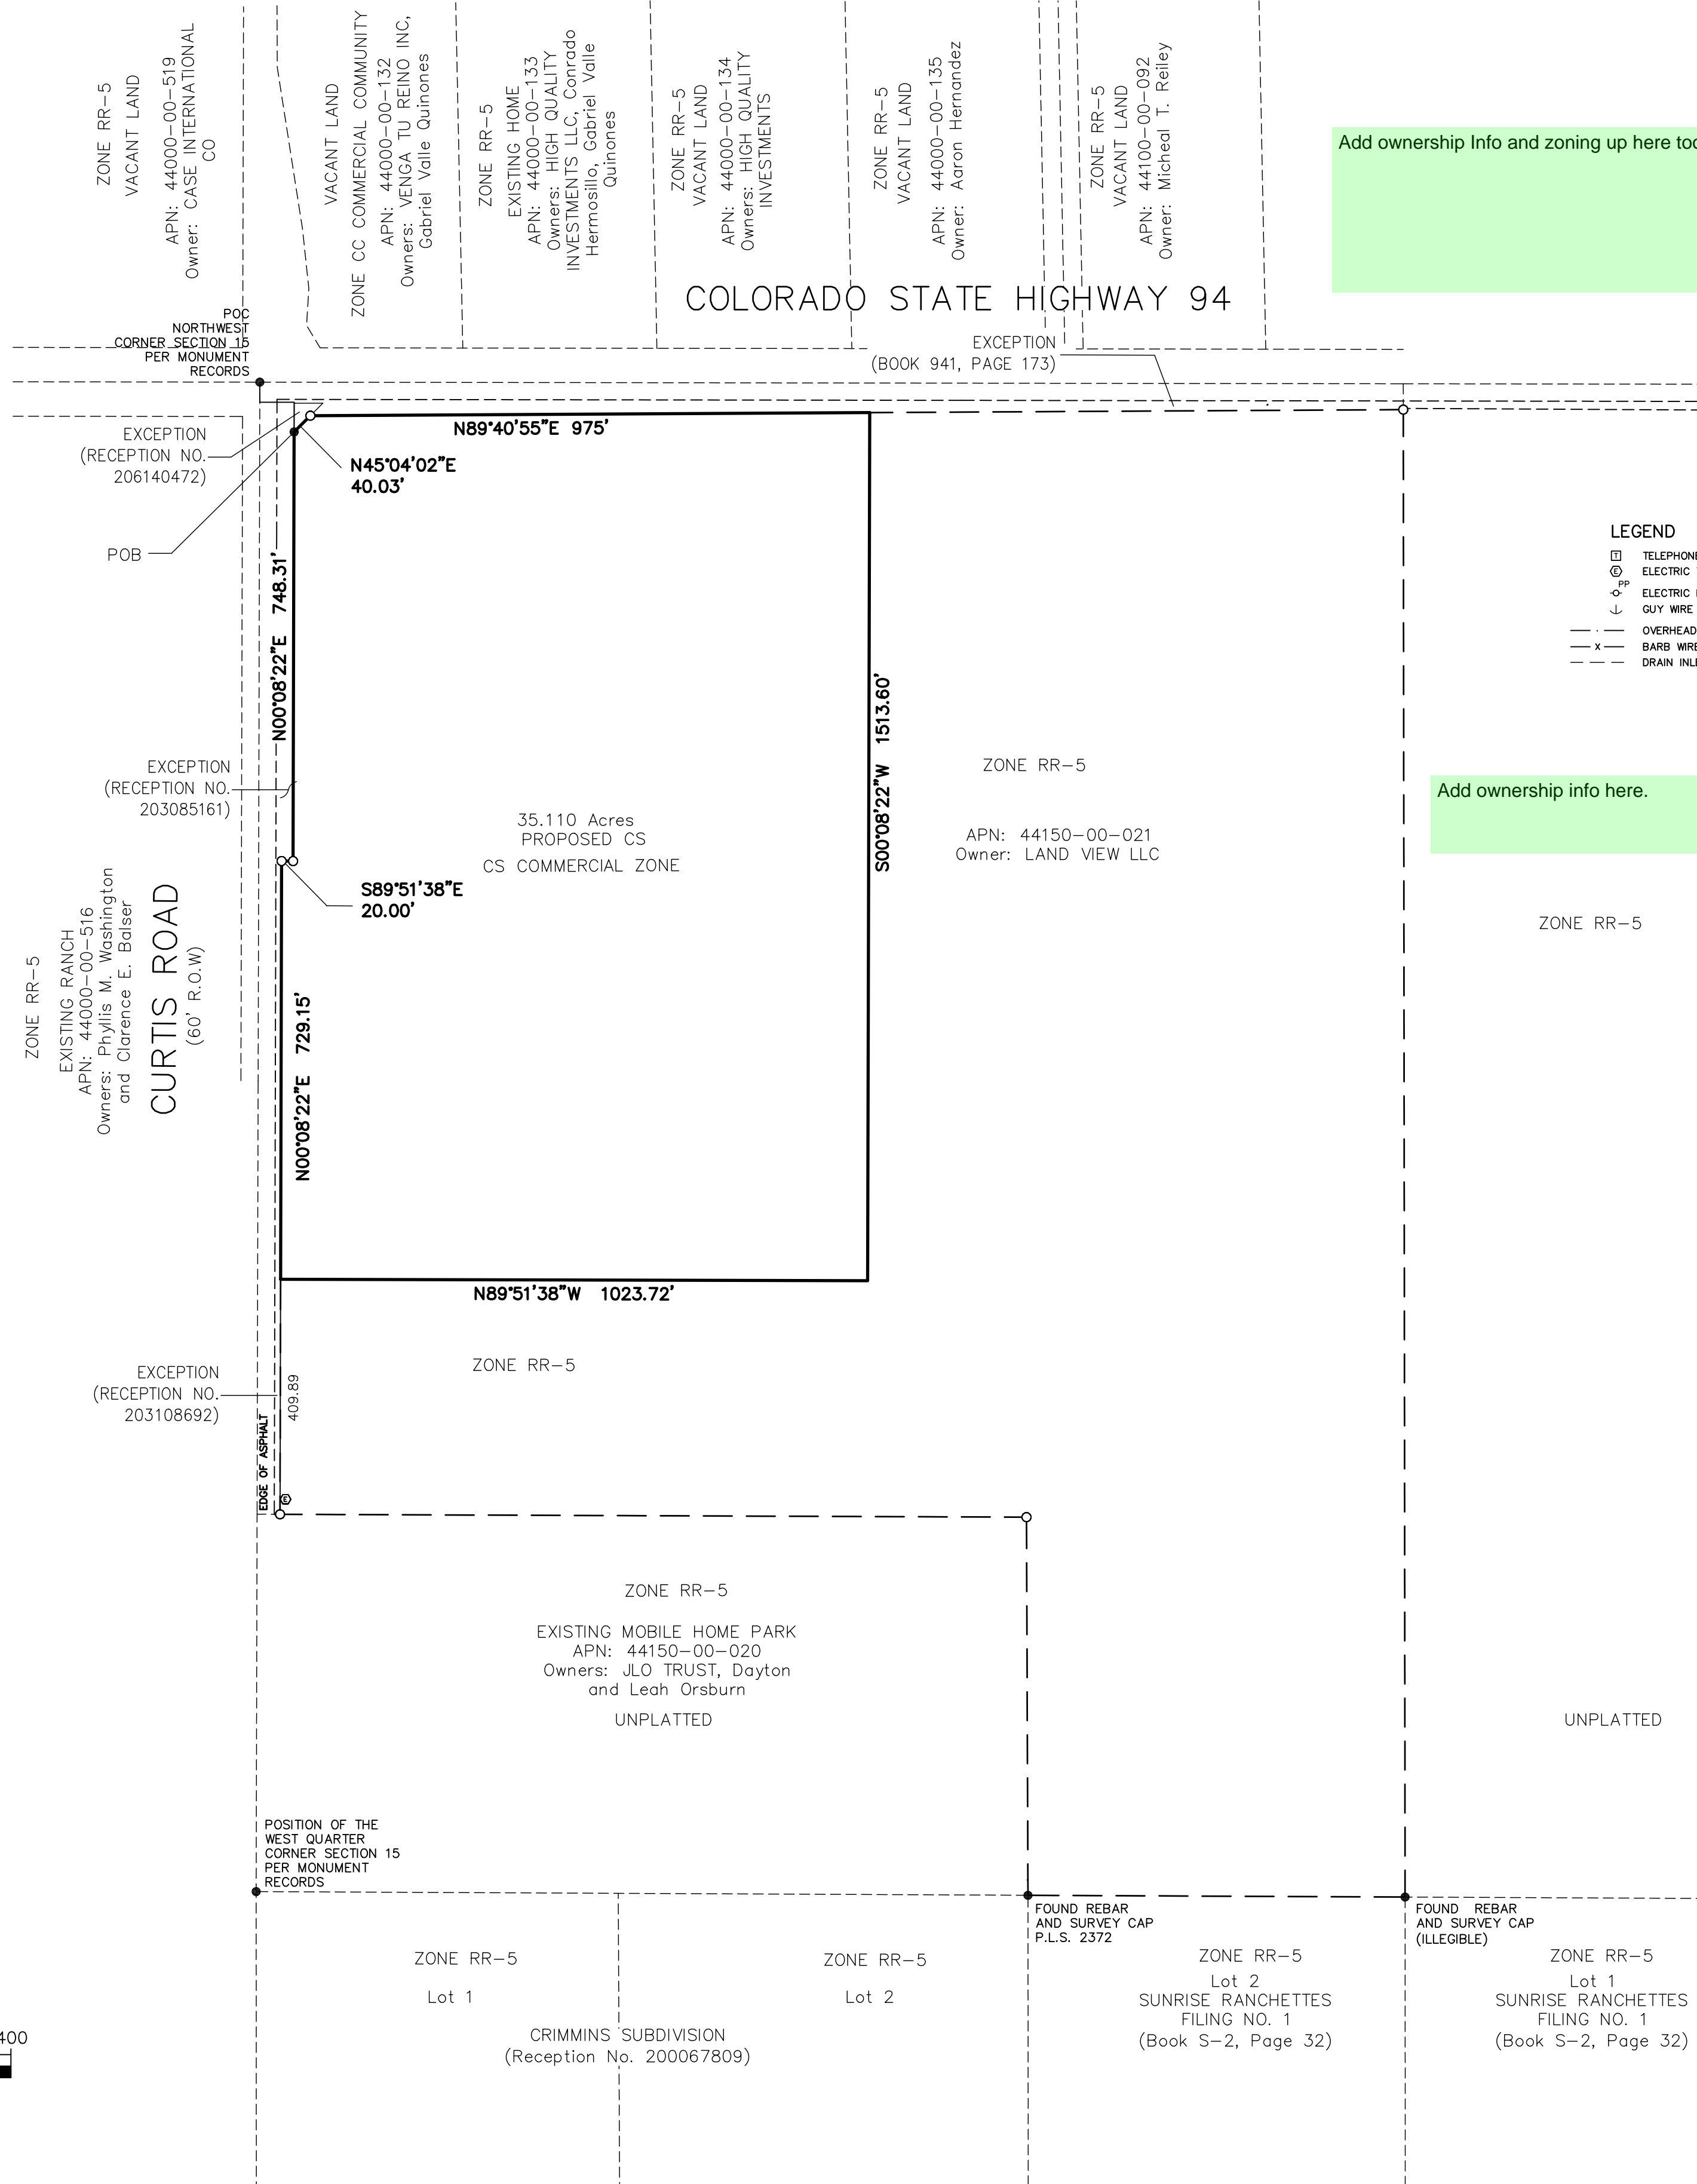 ZONE RR-5
VACANT LAND
APN: 44000-00-519
Owner: CASE INTERNATIONAL
CO
VACANT LAND
ZONE CC COMMERCIAL COMMUNITY
APN: 44000-00-132
Owners: VENGA TU REINO INC,
Gabriel Valle Quinones
ZONE RR-5
EXISTING HOME
APN: 44000-00-133
Owners: HIGH QUALITY
INVESTMENTS LLC, Conrado
Hermosillo, Gabriel Valle
Quinones
ZONE RR-5
VACANT LAND
APN: 44000-00-134
Owners: HIGH QUALITY
INVESTMENTS
ZONE RR-5
VACANT LAND
APN: 44000-00-135
Owner: Aaron Hernandez
ZONE RR-5
VACANT LAND
APN: 44100-00-092
Owner: Micheal T. Reiley
Add ownership Info and zoning up here too
COLORADO STATE HIGHWAY 94
POC
NORTHWEST
CORNER SECTION 15
PER MONUMENT
RECORDS
EXCEPTION
(BOOK 941, PAGE 173)
EXCEPTION
(RECEPTION NO.
206140472)
N89°40'55"E 975'
N45°04'02"E
40.03'
POB
N00°08'22"E 748.31'
LEGEND
T TELEPHONE
E ELECTRIC
PP
ELECTRIC
GUY WIRE
OVERHEAD
X BARB WIRE
DRAIN INLE
S00°08'22"W 1513.60'
EXCEPTION
(RECEPTION NO.
203085161)
ZONE RR-5
APN: 44150-00-021
Owner: LAND VIEW LLC
Add ownership info here.
35.110 Acres
PROPOSED CS
CS COMMERCIAL ZONE
S89°51'38"E
20.00'
ZONE RR-5
ZONE RR-5
EXISTING RANCH
APN: 44000-00-516
Owners: Phyllis M. Washington
and Clarence E. Balser
CURTIS ROAD
(60' R.O.W)
N00°08'22"E 729.15'
N89°51'38"W 1023.72'
ZONE RR-5
EXCEPTION
(RECEPTION NO.
203108692)
409.89
EDGE OF ASPHALT
E
ZONE RR-5
EXISTING MOBILE HOME PARK
APN: 44150-00-020
Owners: JLO TRUST, Dayton
and Leah Orsburn
UNPLATTED
UNPLATTED
POSITION OF THE
WEST QUARTER
CORNER SECTION 15
PER MONUMENT
RECORDS
FOUND REBAR
AND SURVEY CAP
P.L.S. 2372
FOUND REBAR
AND SURVEY CAP
(ILLEGIBLE)
ZONE RR-5
Lot 1
ZONE RR-5
Lot 2
CRIMMINS SUBDIVISION
(Reception No. 200067809)
ZONE RR-5
Lot 2
SUNRISE RANCHETTES
FILING NO. 1
(Book S-2, Page 32)
ZONE RR-5
Lot 1
SUNRISE RANCHETTES
FILING NO. 1
(Book S-2, Page 32)
400